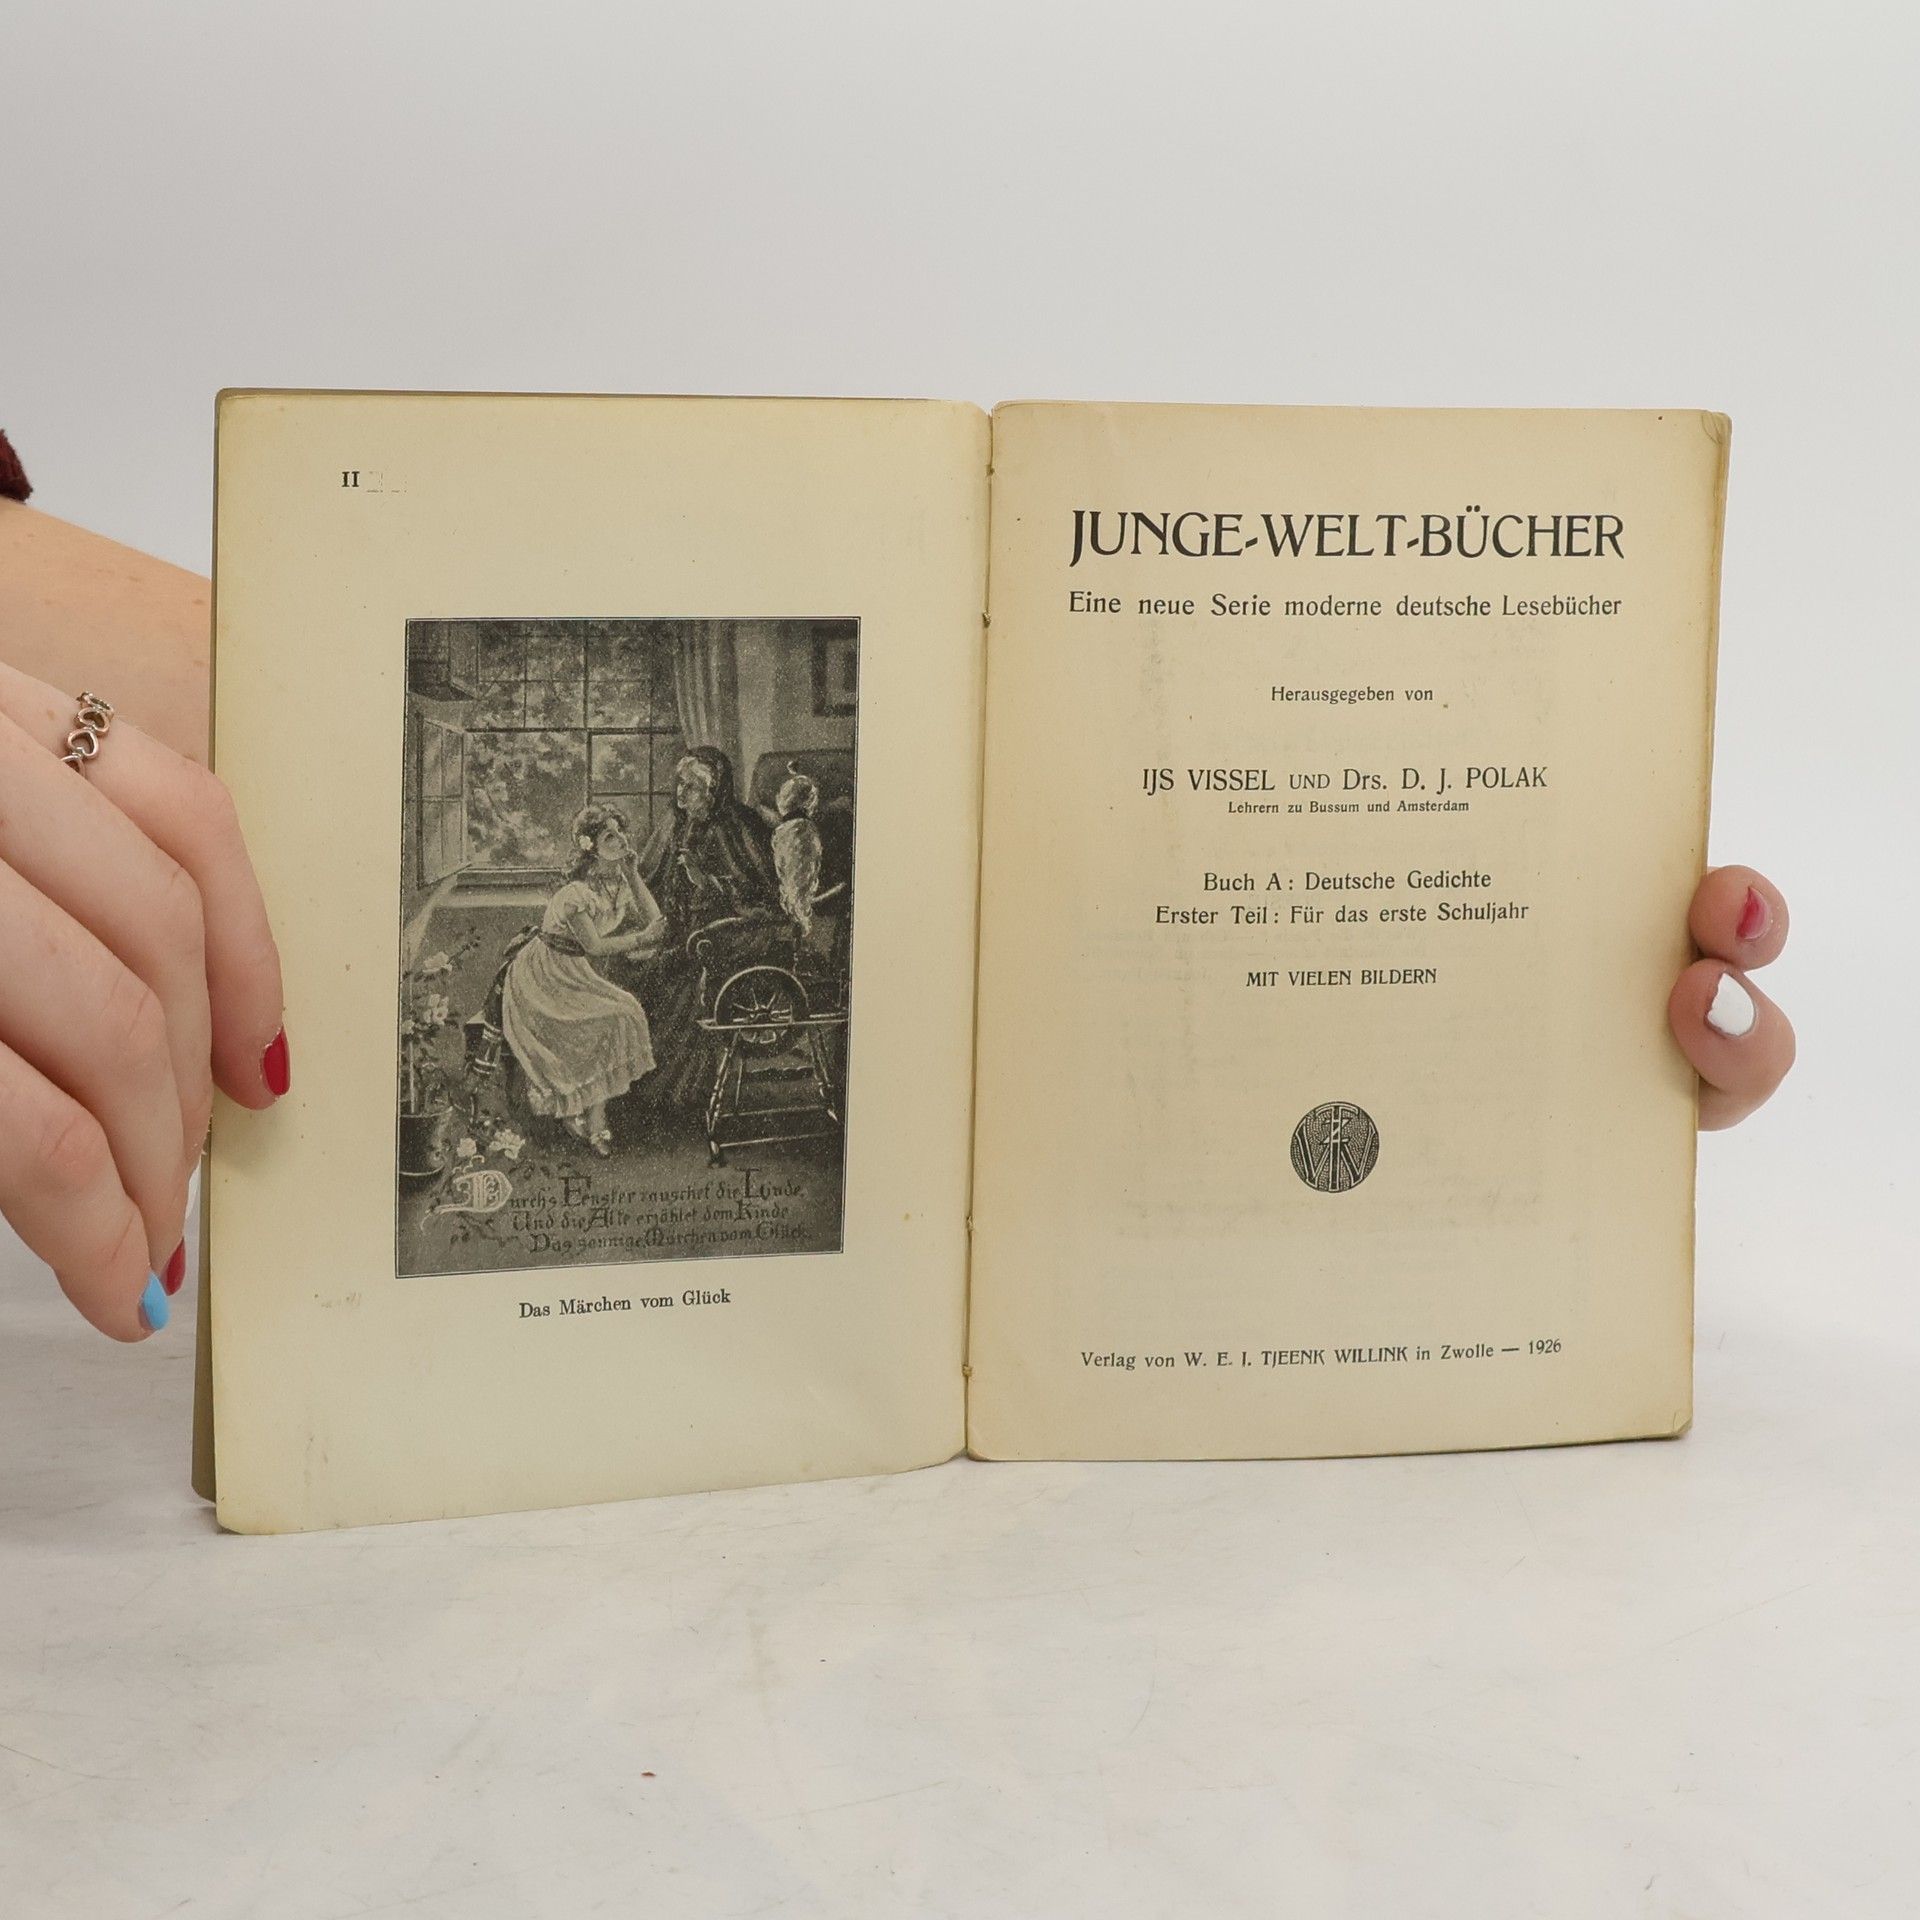 II
Durch's Fenster rauschet die Linde,
Und die Alte erzählet dem Kinde
Das sonnige Märchen vom Glück.
Das Märchen vom Glück
JUNGE-WELT-BÜCHER
Eine neue Serie moderne deutsche Lesebücher
Herausgegeben von
IJS VISSEL UND Drs. D. J. POLAK
Lehrern zu Bussum und Amsterdam
Buch A: Deutsche Gedichte
Erster Teil: Für das erste Schuljahr
MIT VIELEN BILDERN
Verlag von W. E. J. TJEENK WILLINK in Zwolle — 1926